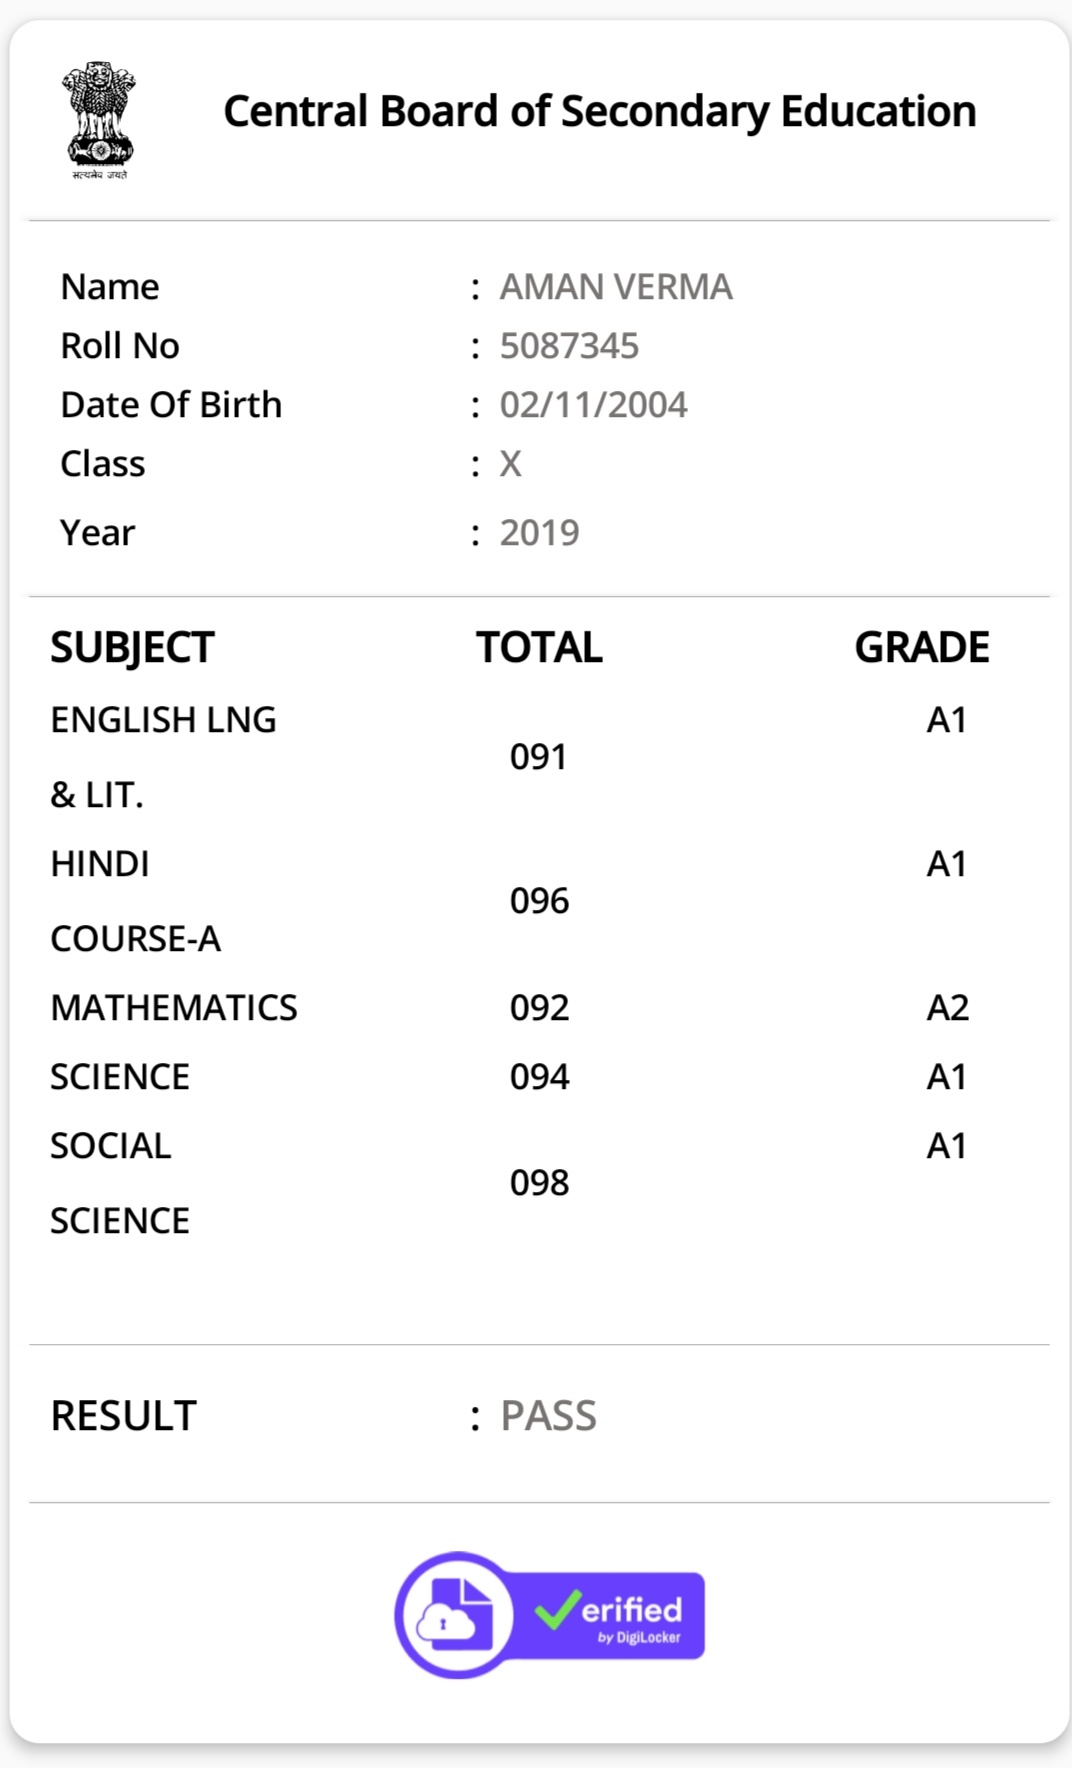 सत्यमेव जयते
Central Board of Secondary Education
Name : AMAN VERMA
Roll No : 5087345
Date Of Birth : 02/11/2004
Class : X
Year : 2019
SUBJECT TOTAL GRADE
ENGLISH LNG & LIT. 091 A1
HINDI COURSE-A 096 A1
MATHEMATICS 092 A2
SCIENCE 094 A1
SOCIAL SCIENCE 098 A1
RESULT : PASS
Verified
by DigiLocker